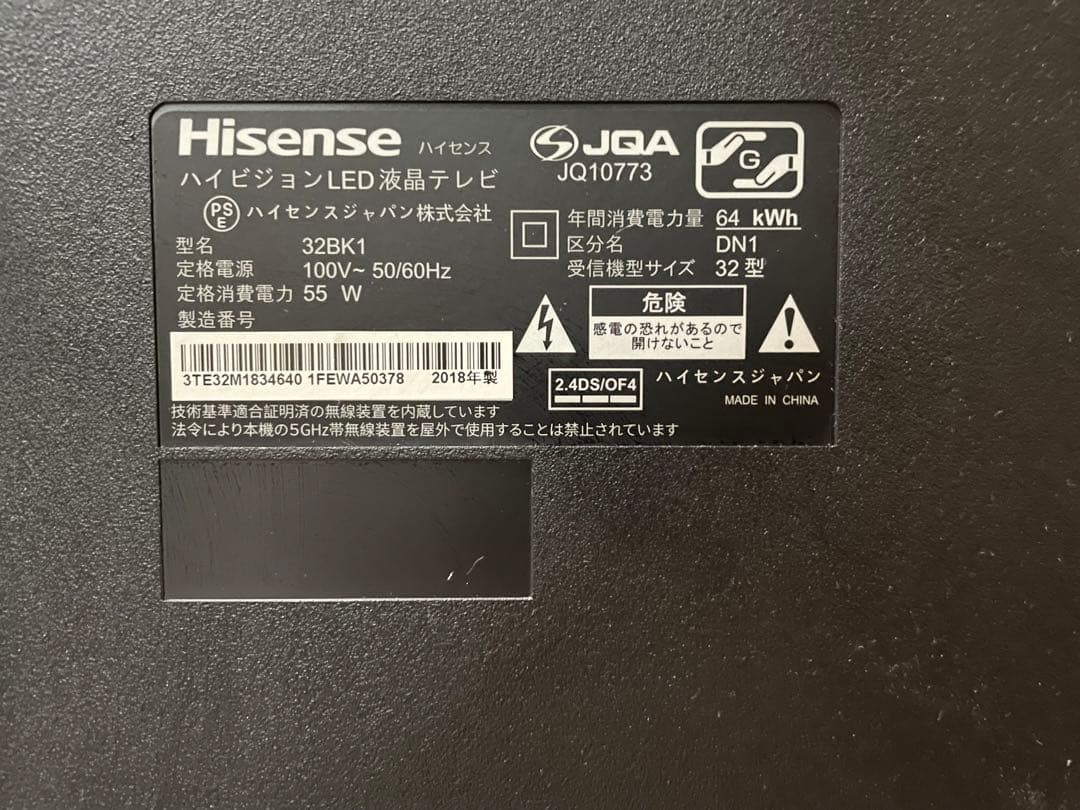 Hisense ハイセンス
JQA
JQ10773
G
ハイビジョンLED液晶テレビ
PSE ハイセンスジャパン株式会社
年間消費電力量 64 kWh
区分名 DN1
受信機型サイズ 32型
型名 32BK1
定格電源 100V~ 50/60Hz
定格消費電力 55 W
製造番号
危険
感電の恐れがあるので
開けないこと
3TE32M1834640 1FEWA50378 2018年製
2.4DS/OF4
ハイセンスジャパン
MADE IN CHINA
技術基準適合証明済の無線装置を内蔵しています
法令により本機の5GHz帯無線装置を屋外で使用することは禁止されています